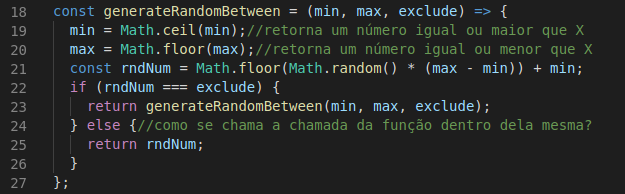 18 const generateRandomBetween = (min, max, exclude) => {
19 min = Math.ceil(min);//retorna um número igual ou maior que X
20 max = Math.floor(max);//retorna um número igual ou menor que X
21 const rndNum = Math.floor(Math.random() * (max - min)) + min;
22 if (rndNum === exclude) {
23 return generateRandomBetween(min, max, exclude);
24 } else {//como se chama a chamada da função dentro dela mesma?
25 return rndNum;
26 }
27 };